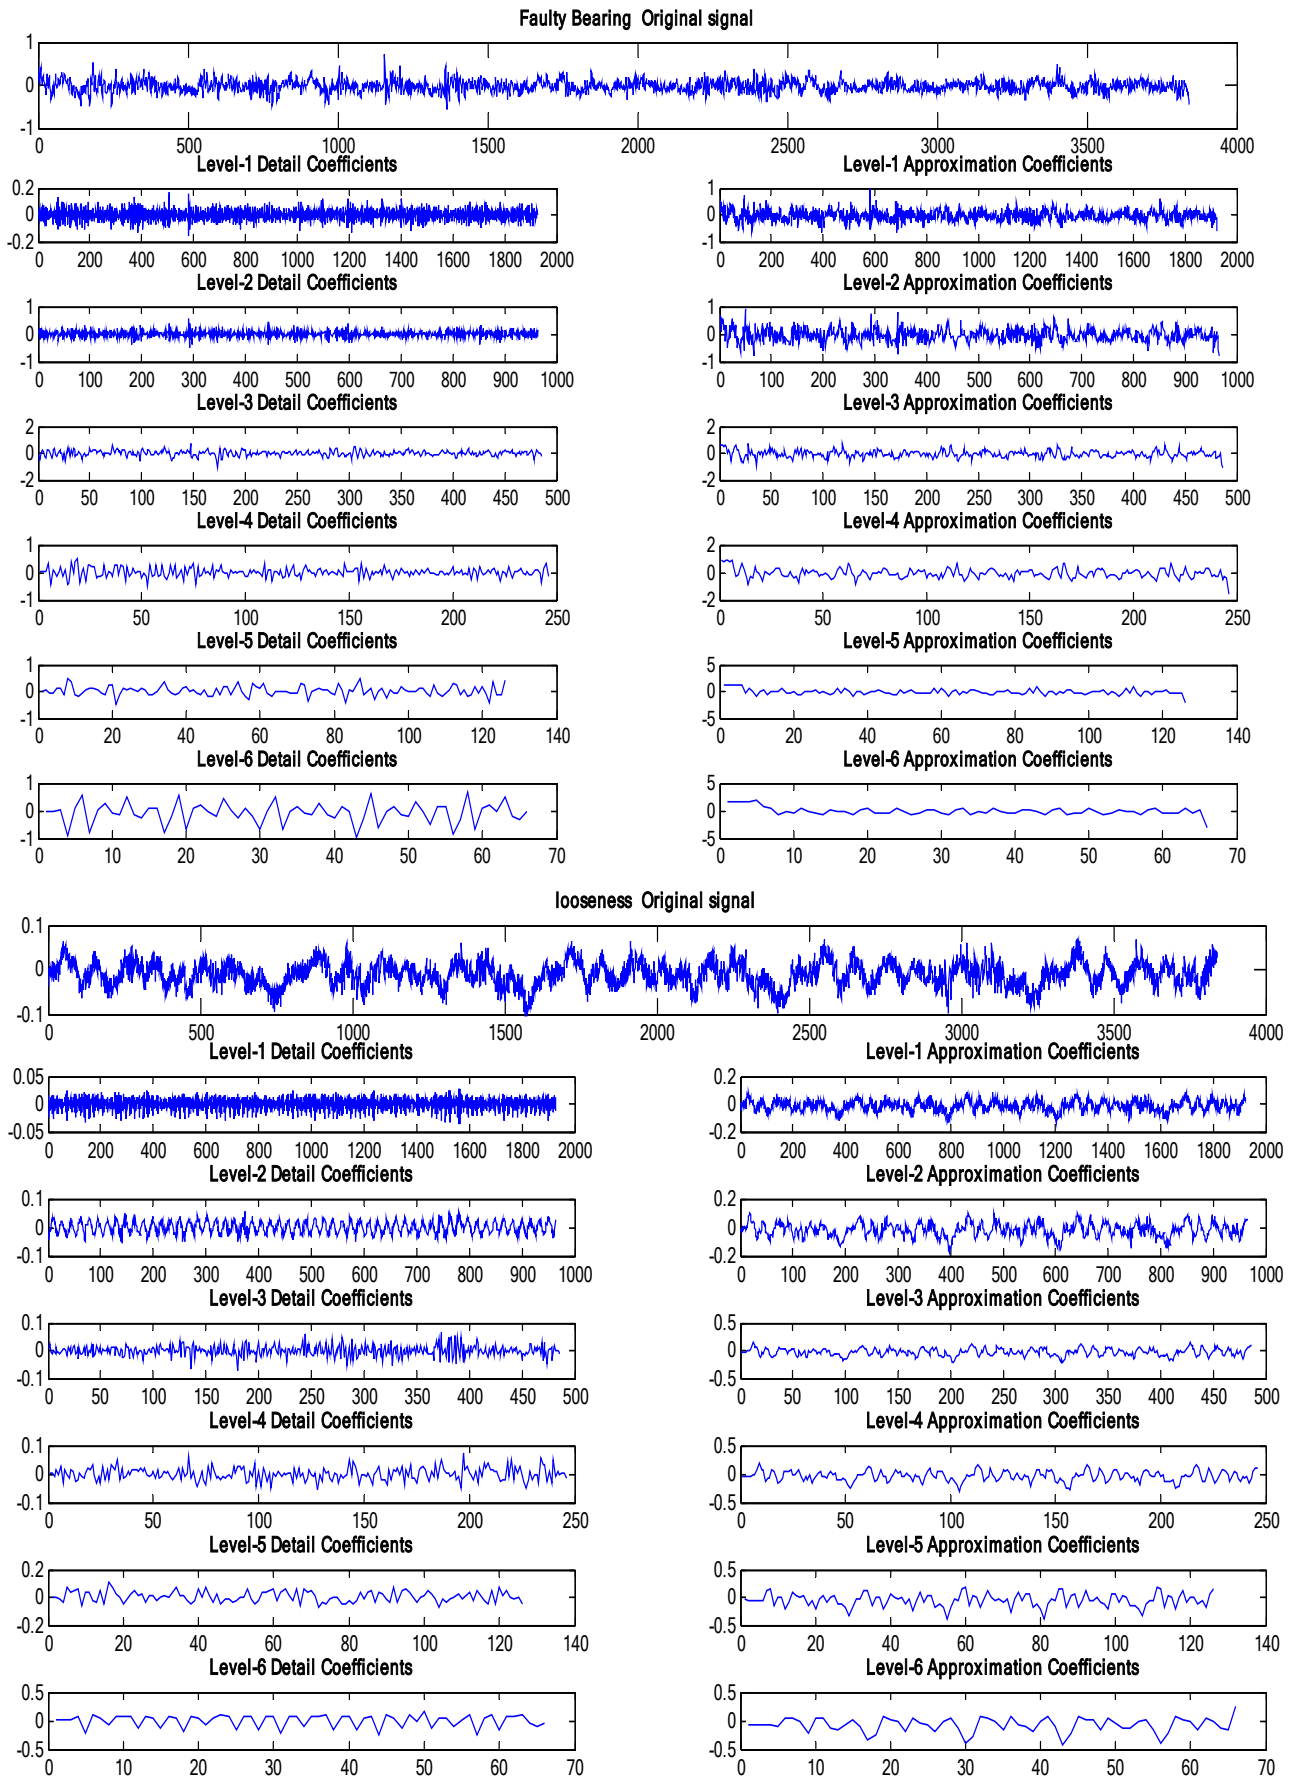 Faulty Bearing Original signal
1
0
-1
0 500 1000 1500 2000 2500 3000 3500 4000
Level-1 Detail Coefficients Level-1 Approximation Coefficients
0.2 1
0 0
-0.2 -1
0 200 400 600 800 1000 1200 1400 1600 1800 2000 0 200 400 600 800 1000 1200 1400 1600 1800 2000
Level-2 Detail Coefficients Level-2 Approximation Coefficients
1 1
0 0
-1 -1
0 100 200 300 400 500 600 700 800 900 1000 0 100 200 300 400 500 600 700 800 900 1000
Level-3 Detail Coefficients Level-3 Approximation Coefficients
2 2
0 0
-2 -2
0 50 100 150 200 250 300 350 400 450 500 0 50 100 150 200 250 300 350 400 450 500
Level-4 Detail Coefficients Level-4 Approximation Coefficients
1 2
0 0
-1 -2
0 50 100 150 200 250 0 50 100 150 200 250
Level-5 Detail Coefficients Level-5 Approximation Coefficients
1 5
0 0
-1 -5
0 20 40 60 80 100 120 140 0 20 40 60 80 100 120 140
Level-6 Detail Coefficients Level-6 Approximation Coefficients
1 5
0 0
-1 -5
0 10 20 30 40 50 60 70 0 10 20 30 40 50 60 70
looseness Original signal
0.1
0
-0.1
0 500 1000 1500 2000 2500 3000 3500 4000
Level-1 Detail Coefficients Level-1 Approximation Coefficients
0.05 0.2
0 0
-0.05 -0.2
0 200 400 600 800 1000 1200 1400 1600 1800 2000 0 200 400 600 800 1000 1200 1400 1600 1800 2000
Level-2 Detail Coefficients Level-2 Approximation Coefficients
0.1 0.2
0 0
-0.1 -0.2
0 100 200 300 400 500 600 700 800 900 1000 0 100 200 300 400 500 600 700 800 900 1000
Level-3 Detail Coefficients Level-3 Approximation Coefficients
0.1 0.5
0 0
-0.1 -0.5
0 50 100 150 200 250 300 350 400 450 500 0 50 100 150 200 250 300 350 400 450 500
Level-4 Detail Coefficients Level-4 Approximation Coefficients
0.1 0.5
0 0
-0.1 -0.5
0 50 100 150 200 250 0 50 100 150 200 250
Level-5 Detail Coefficients Level-5 Approximation Coefficients
0.2 0.5
0 0
-0.2 -0.5
0 20 40 60 80 100 120 140 0 20 40 60 80 100 120 140
Level-6 Detail Coefficients Level-6 Approximation Coefficients
0.5 0.5
0 0
-0.5 -0.5
0 10 20 30 40 50 60 70 0 10 20 30 40 50 60 70